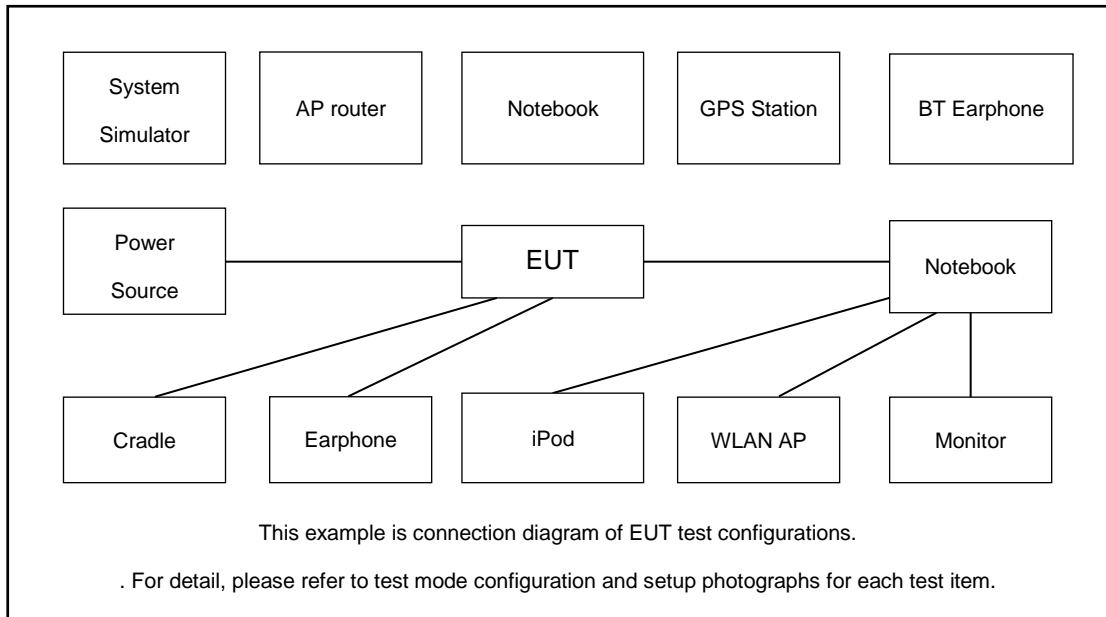 System
Simulator
AP router
Notebook
GPS Station
BT Earphone
Power
Source
EUT
Notebook
Cradle
Earphone
iPod
WLAN AP
Monitor
This example is connection diagram of EUT test configurations.
. For detail, please refer to test mode configuration and setup photographs for each test item.